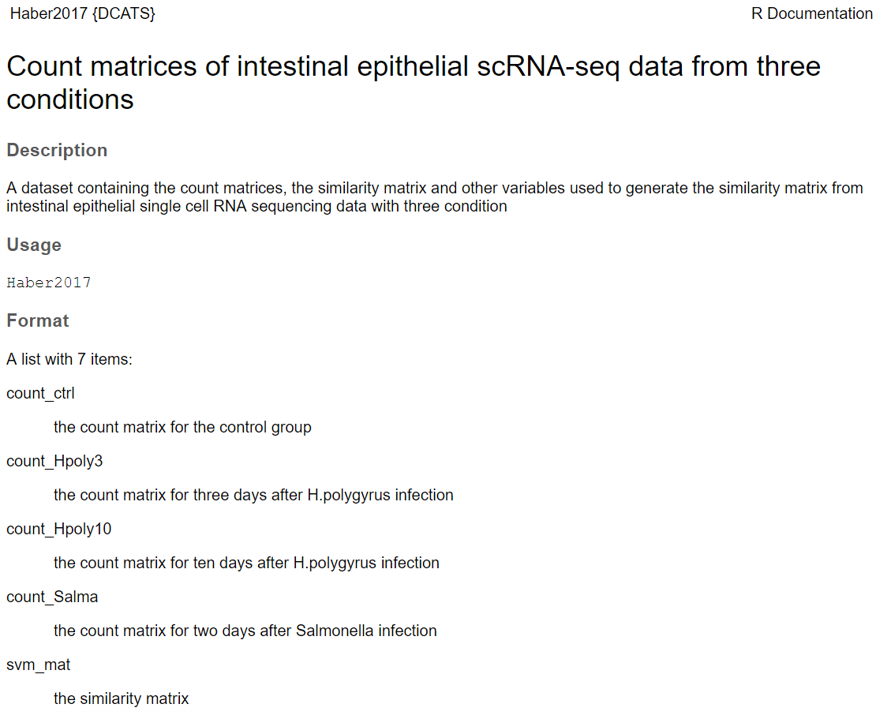 Haber2017 {DCATS} R Documentation
Count matrices of intestinal epithelial scRNA-seq data from three
conditions
Description
A dataset containing the count matrices, the similarity matrix and other variables used to generate the similarity matrix from
intestinal epithelial single cell RNA sequencing data with three condition
Usage
Haber2017
Format
A list with 7 items:
count_ctrl
the count matrix for the control group
count_Hpoly3
the count matrix for three days after H.polygyrus infection
count_Hpoly10
the count matrix for ten days after H.polygyrus infection
count_Salma
the count matrix for two days after Salmonella infection
svm_mat
the similarity matrix